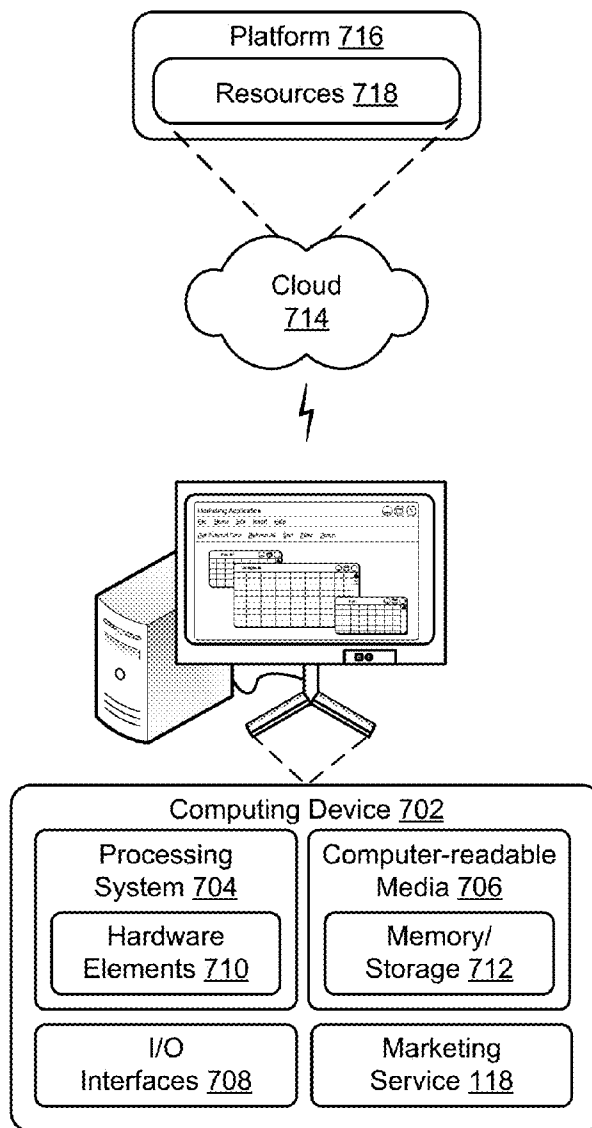 Platform 716
Resources 718
Cloud
714
Marketing Application
Computing Device 702
Processing
System 704
Computer-readable
Media 706
Hardware
Elements 710
Memory/
Storage 712
I/O
Interfaces 708
Marketing
Service 118